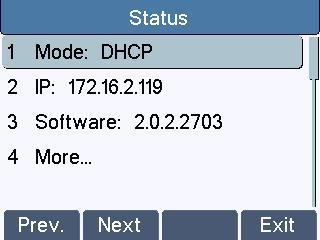 Status
1 Mode: DHCP
2 IP: 172.16.2.119
3 Software: 2.0.2.2703
4 More...
Prev. Next Exit